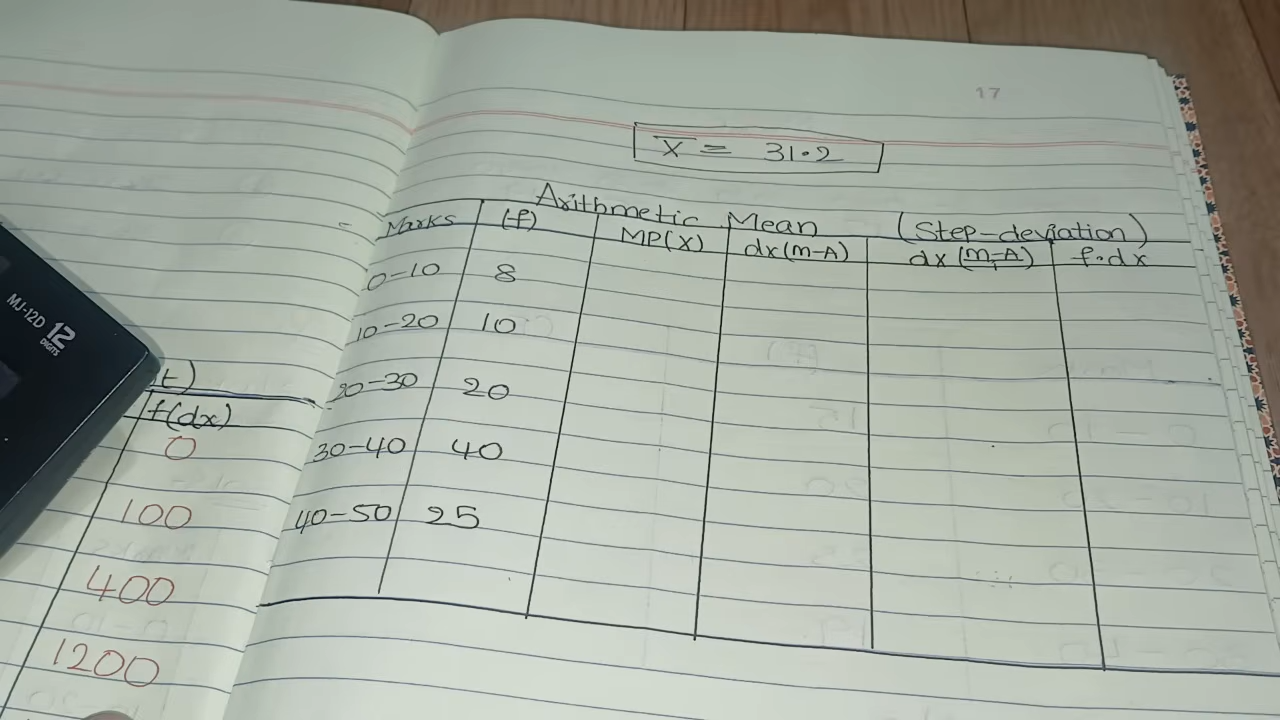 17
X̄ = 31.2
Arithmetic Mean (Step-deviation)
Marks (f) MP(X) dx(m-A) dx(m-A/i) f.dx
0-10 8
10-20 10
20-30 20
30-40 40
40-50 25
MJ-12D 12 DIGITS
f(dx)
0
100
400
1200